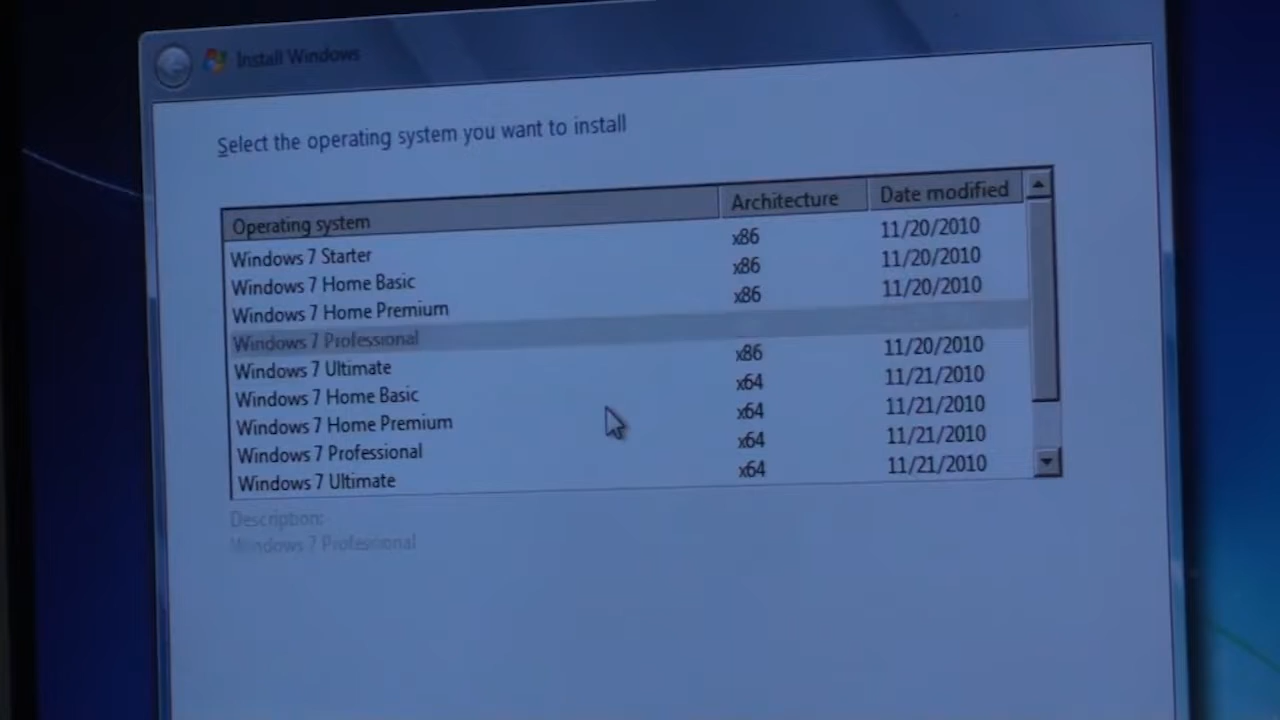 Install Windows
Select the operating system you want to install
Operating system Architecture Date modified
Windows 7 Starter x86 11/20/2010
Windows 7 Home Basic x86 11/20/2010
Windows 7 Home Premium x86 11/20/2010
Windows 7 Professional
Windows 7 Ultimate x86 11/20/2010
Windows 7 Home Basic x64 11/21/2010
Windows 7 Home Premium x64 11/21/2010
Windows 7 Professional x64 11/21/2010
Windows 7 Ultimate x64 11/21/2010
Description:
Windows 7 Professional